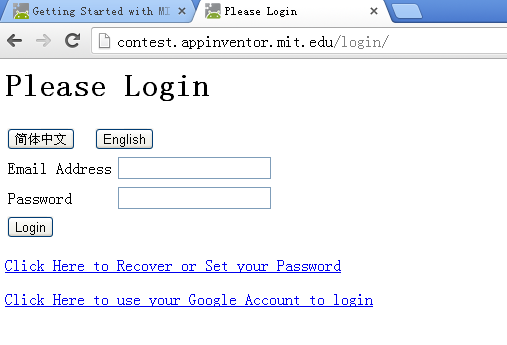 Getting Started with MI
Please Login
contest.appinventor.mit.edu/login/
Please Login
简体中文 English
Email Address
Password
Login
Click Here to Recover or Set your Password
Click Here to use your Google Account to login